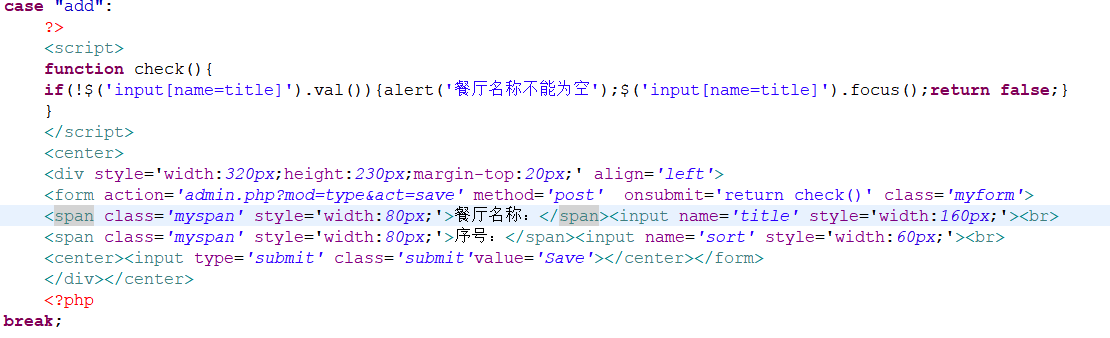 case "add":
?>
<script>
function check(){
if(!$('input[name=title]').val()){alert('餐厅名称不能为空');$('input[name=title]').focus();return false;}
}
</script>
<center>
<div style='width:320px;height:230px;margin-top:20px;' align='left'>
<form action='admin.php?mod=type&act=save' method='post'  onsubmit='return check()' class='myform'>
<span class='myspan' style='width:80px;'>餐厅名称：</span><input name='title' style='width:160px;'><br>
<span class='myspan' style='width:80px;'>序号：</span><input name='sort' style='width:60px;'><br>
<center><input type='submit' class='submit'value='Save'></center></form>
</div></center>
<?php
break;